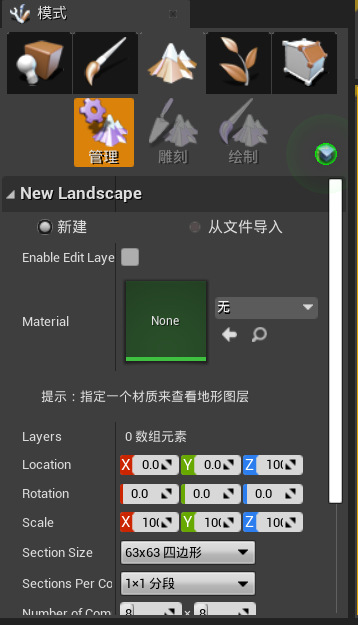 模式
管理 雕刻 绘制
New Landscape
新建 从文件导入
Enable Edit Laye
Material None 无
提示：指定一个材质来查看地形图层
Layers 0 数组元素
Location X 0.0 Y 0.0 Z 10
Rotation 0.0 0.0 0.0
Scale X 10 Y 10 Z 10
Section Size 63x63 四边形
Sections Per Co 1×1 分段
Number of Com 8 × 8